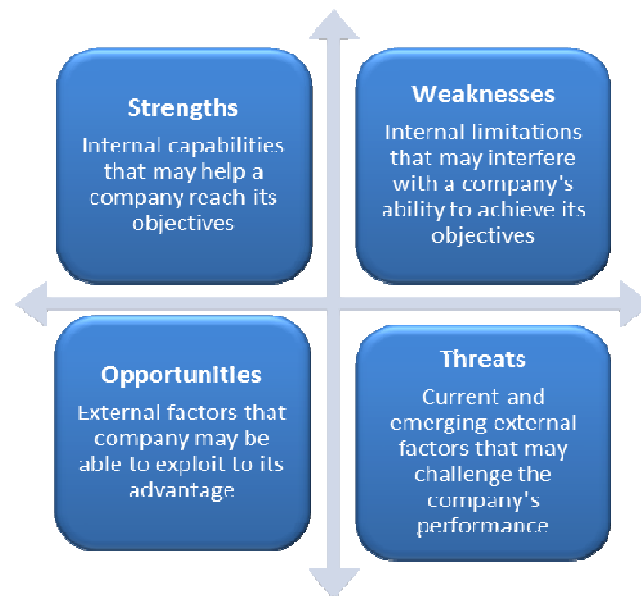 Strengths
Internal capabilities
that may help a
company reach its
objectives
Weaknesses
Internal limitations
that may interfere
with a company's
ability to achieve its
objectives
Opportunities
External factors that
company may be
able to exploit to its
advantage
Threats
Current and
emerging external
factors that may
challenge the
company's
performance